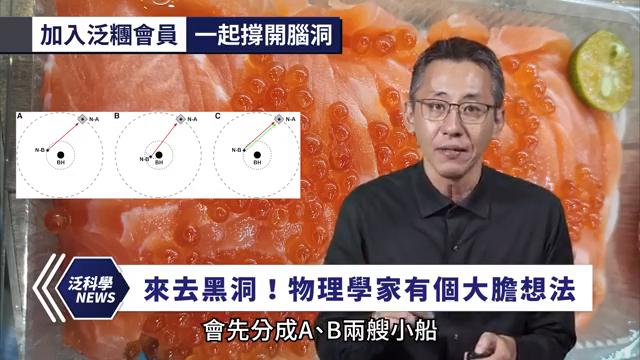 加入泛糰會員 一起撐開腦洞
A B C
N-A N-A N-A
N-B N-B N-B
BH BH BH
泛科學
NEWS
來去黑洞！物理學家有個大膽想法
會先分成A、B兩艘小船